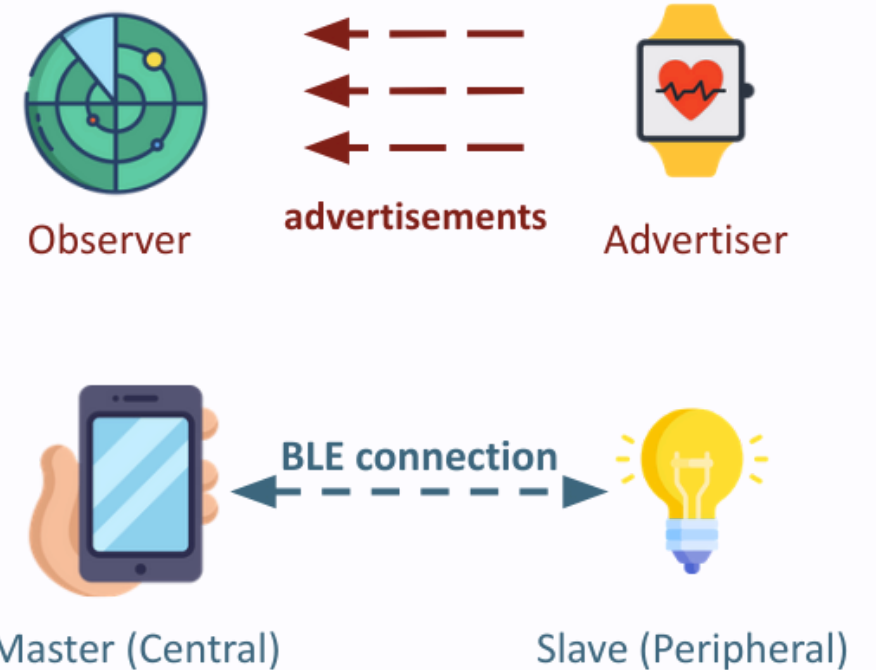 advertisements
Observer
Advertiser
BLE connection
Master (Central)
Slave (Peripheral)